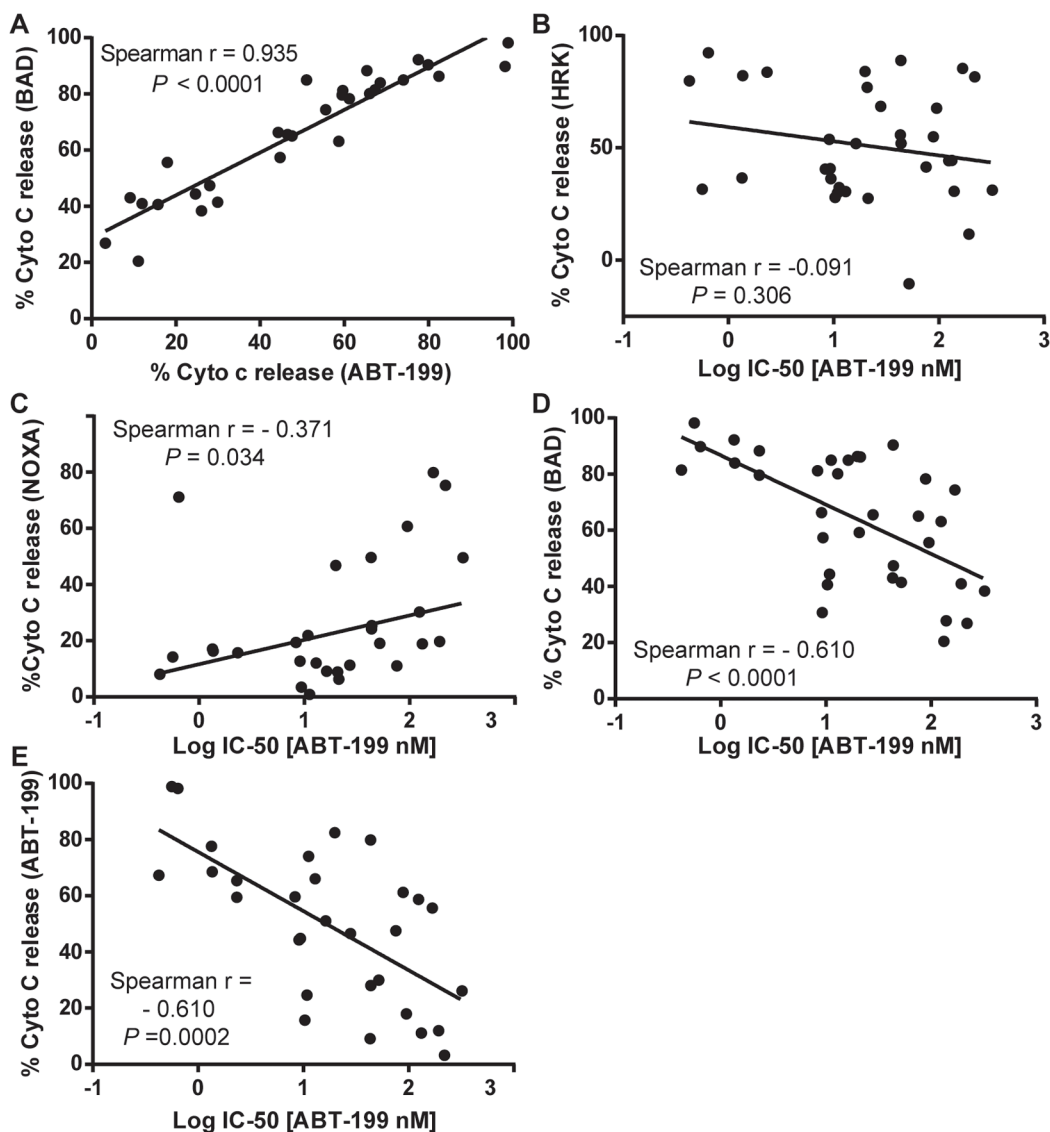 A
100
80
60
40
20
0
% Cyto C release (BAD)
Spearman r = 0.935
P < 0.0001
0 20 40 60 80 100
% Cyto c release (ABT-199)
B
100
50
0
% Cyto C release (HRK)
Spearman r = -0.091
P = 0.306
-1 0 1 2 3
Log IC-50 [ABT-199 nM]
C
80
60
40
20
0
%Cyto C release (NOXA)
Spearman r = - 0.371
P = 0.034
-1 0 1 2 3
Log IC-50 [ABT-199 nM]
D
100
80
60
40
20
0
% Cyto C release (BAD)
Spearman r = - 0.610
P < 0.0001
-1 0 1 2 3
Log IC-50 [ABT-199 nM]
E
100
80
60
40
20
0
% Cyto C release (ABT-199)
Spearman r =
- 0.610
P =0.0002
-1 0 1 2 3
Log IC-50 [ABT-199 nM]